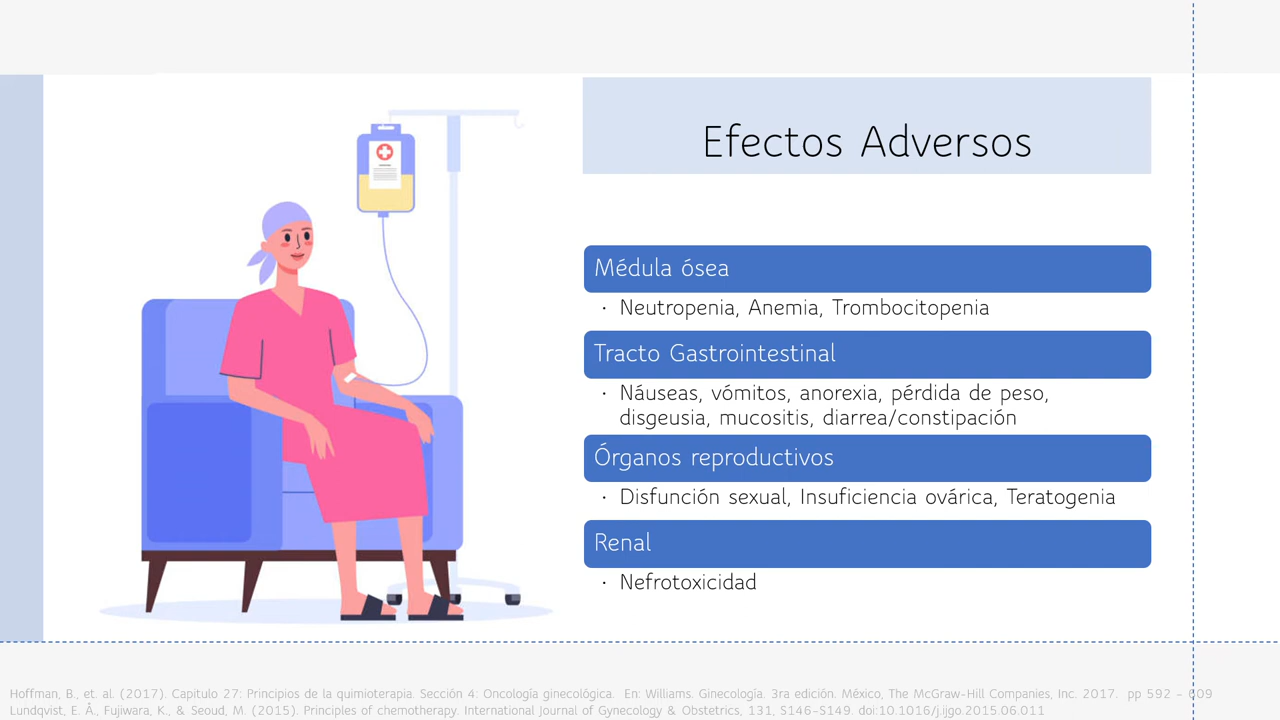 Efectos Adversos
Médula ósea
· Neutropenia, Anemia, Trombocitopenia
Tracto Gastrointestinal
· Náuseas, vómitos, anorexia, pérdida de peso,
disgeusia, mucositis, diarrea/constipación
Órganos reproductivos
· Disfunción sexual, Insuficiencia ovárica, Teratogenia
Renal
· Nefrotoxicidad
Hoffman, B., et. al. (2017). Capitulo 27: Principios de la quimioterapia. Sección 4: Oncología ginecológica. En: Williams. Ginecología. 3ra edición. México, The McGraw-Hill Companies, Inc. 2017. pp 592 – 609
Lundqvist, E. Å., Fujiwara, K., & Seoud, M. (2015). Principles of chemotherapy. International Journal of Gynecology & Obstetrics, 131, S146–S149. doi:10.1016/j.ijgo.2015.06.011